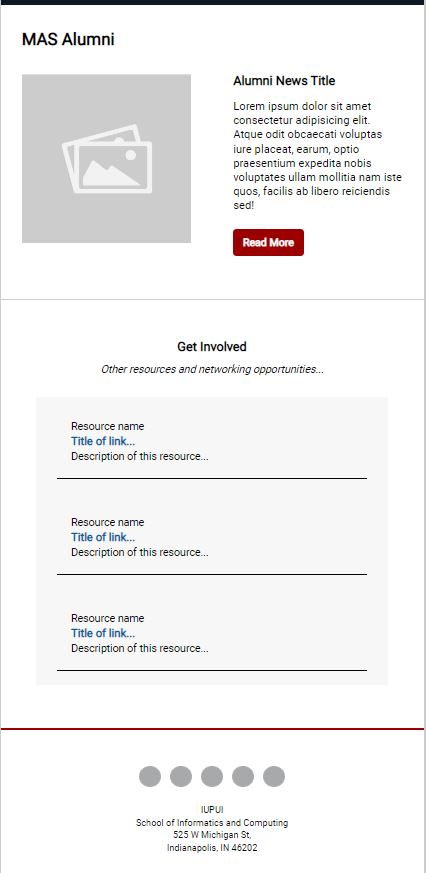 MAS Alumni
Alumni News Title
Lorem ipsum dolor sit amet
consectetur adipisicing elit.
Atque odit obcaecati voluptas
iure placeat, earum, optio
praesentium expedita nobis
voluptates ullam mollitia nam iste
quos, facilis ab libero reiciendis
sed!
Read More
Get Involved
Other resources and networking opportunities...
Resource name
Title of link...
Description of this resource...
Resource name
Title of link...
Description of this resource...
Resource name
Title of link...
Description of this resource...
IUPUI
School of Informatics and Computing
525 W Michigan St,
Indianapolis, IN 46202